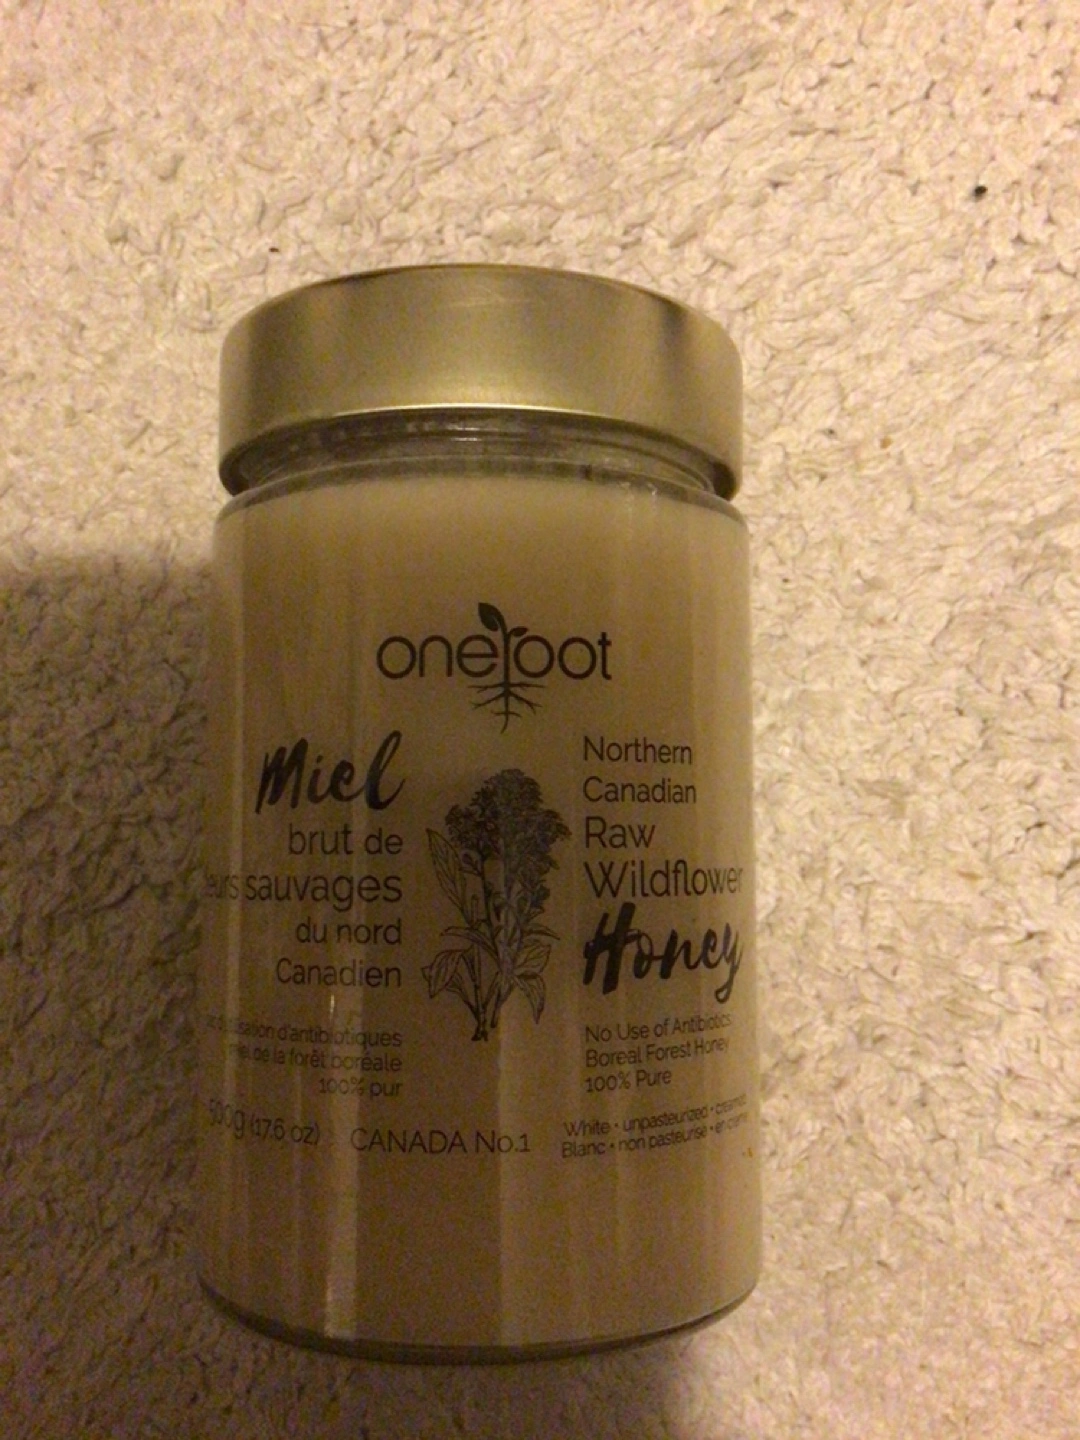 oneroot
Miel
brut de
sauvages
du nord
Canadien
d'antibiotiques
miel de la forêt boréale
100% pur
500g (17.6 oz)
CANADA No.1
Northern
Canadian
Raw
Wildflower
Honey
No Use of Antibiotics
Boreal Forest Honey
100% Pure
White • unpasteurized •
Blanc • non pasteurisé •